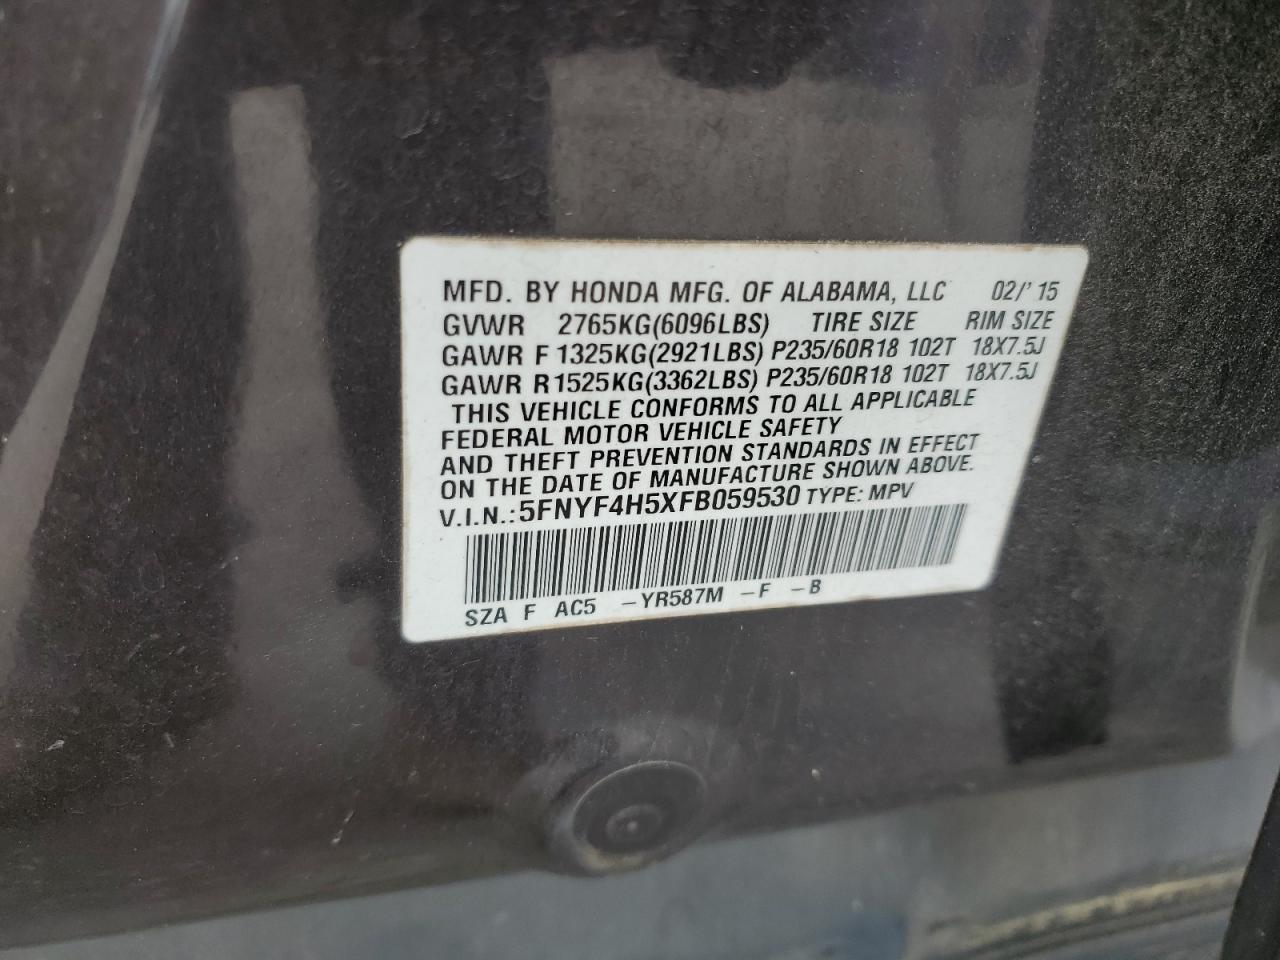 MFD. BY HONDA MFG. OF ALABAMA, LLC 02/'15
GVWR 2765KG(6096LBS) TIRE SIZE RIM SIZE
GAWR F 1325KG(2921LBS) P235/60R18 102T 18X7.5J
GAWR R 1525KG(3362LBS) P235/60R18 102T 18X7.5J
THIS VEHICLE CONFORMS TO ALL APPLICABLE
FEDERAL MOTOR VEHICLE SAFETY
AND THEFT PREVENTION STANDARDS IN EFFECT
ON THE DATE OF MANUFACTURE SHOWN ABOVE.
V.I.N.: 5FNYF4H5XFB059530 TYPE: MPV
SZA F AC5 -YR587M -F -B